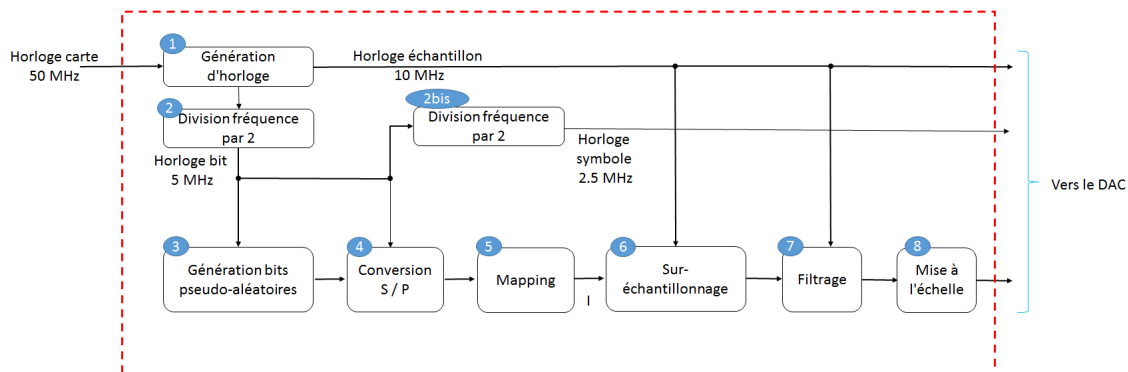 Horloge carte
50 MHz
1
Génération
d'horloge
Horloge échantillon
10 MHz
2
Division fréquence
par 2
2bis
Division fréquence
par 2
Horloge bit
5 MHz
Horloge
symbole
2.5 MHz
Vers le DAC
3
Génération bits
pseudo-aléatoires
4
Conversion
S / P
5
Mapping
I
6
Sur-
échantillonnage
7
Filtrage
8
Mise à
l'échelle